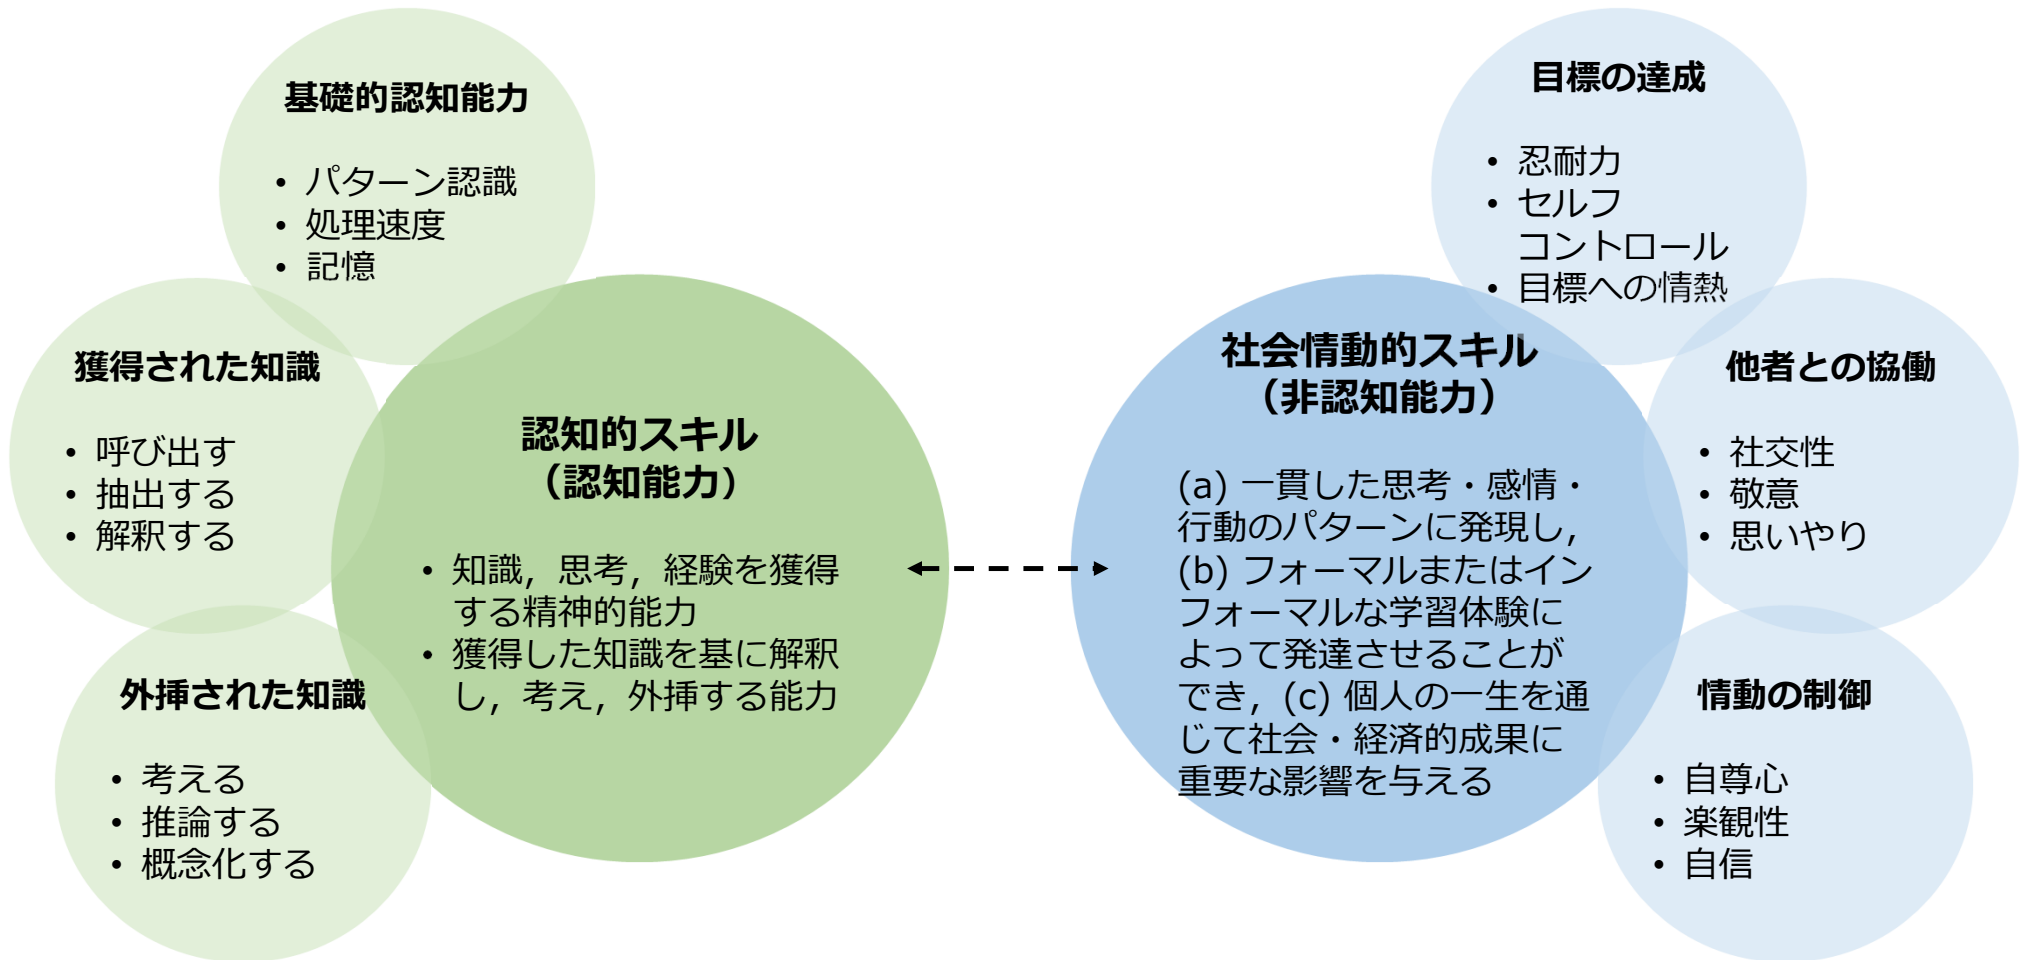 基礎的認知能力
• パターン認識
• 処理速度
• 記憶
獲得された知識
• 呼び出す
• 抽出する
• 解釈する
外挿された知識
• 考える
• 推論する
• 概念化する
認知的スキル
（認知能力）
• 知識，思考，経験を獲得
する精神的能力
• 獲得した知識を基に解釈
し，考え，外挿する能力
社会情動的スキル
（非認知能力）
(a) 一貫した思考・感情・
行動のパターンに発現し，
(b) フォーマルまたはイン
フォーマルな学習体験に
よって発達させることが
でき，(c) 個人の一生を通
じて社会・経済的成果に
重要な影響を与える
目標の達成
• 忍耐力
• セルフ
コントロール
• 目標への情熱
他者との協働
• 社交性
• 敬意
• 思いやり
情動の制御
• 自尊心
• 楽観性
• 自信